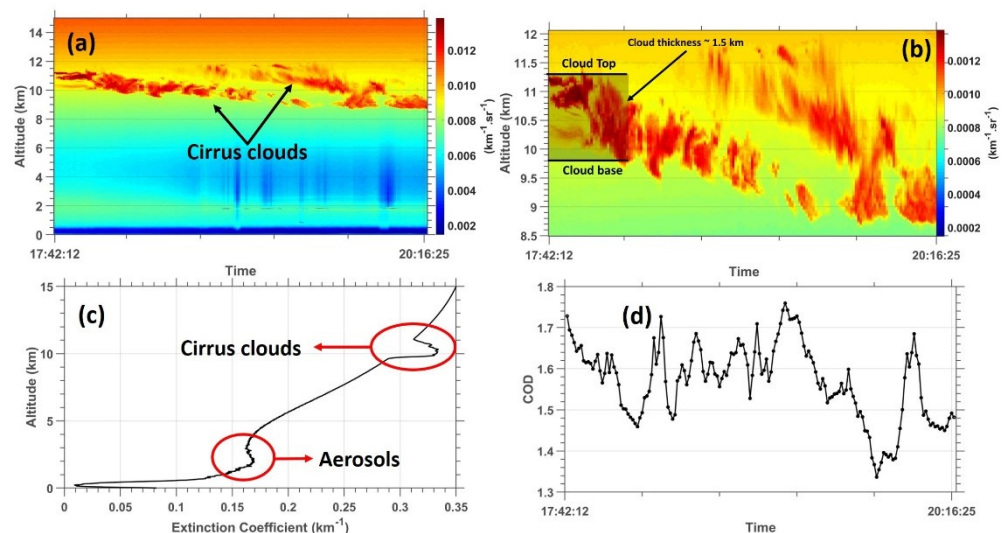 (a)
14
12
10
8
6
4
2
0
Altitude (km)
Cirrus clouds
17:42:12
20:16:25
Time
0.012
0.010
0.008
0.006
0.004
0.002
(km⁻¹.sr⁻¹)
(b)
12
11.5
11
10.5
10
9.5
9
8.5
Altitude (km)
Cloud thickness ~ 1.5 km
Cloud Top
Cloud base
17:42:12
20:16:25
Time
0.0012
0.0010
0.0008
0.0006
0.0004
0.0002
(km⁻¹.sr⁻¹)
(c)
15
10
5
0
Altitude (km)
Cirrus clouds
Aerosols
0
0.05
0.1
0.15
0.2
0.25
0.3
0.35
Extinction Coefficient (km⁻¹)
(d)
1.8
1.7
1.6
1.5
1.4
1.3
COD
17:42:12
20:16:25
Time